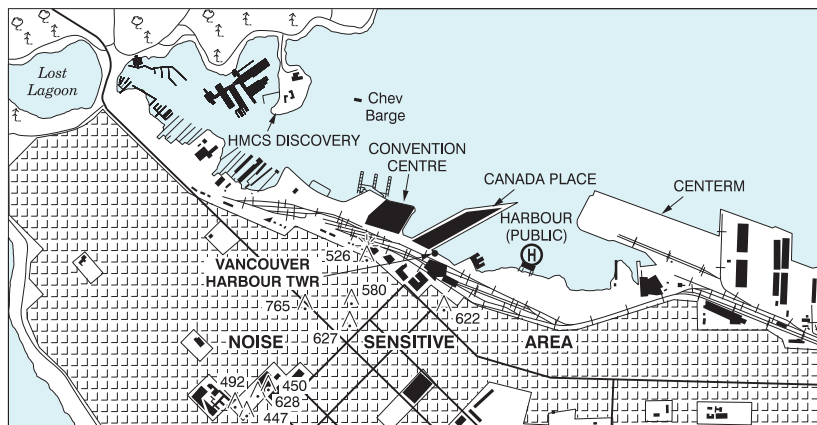 Lost
Lagoon
Chev
Barge
HMCS DISCOVERY
CONVENTION
CENTRE
CANADA PLACE
CENTERM
HARBOUR
(PUBLIC)
H
526
VANCOUVER
HARBOUR TWR
580
765
622
627
NOISE SENSITIVE AREA
492
450
628
447